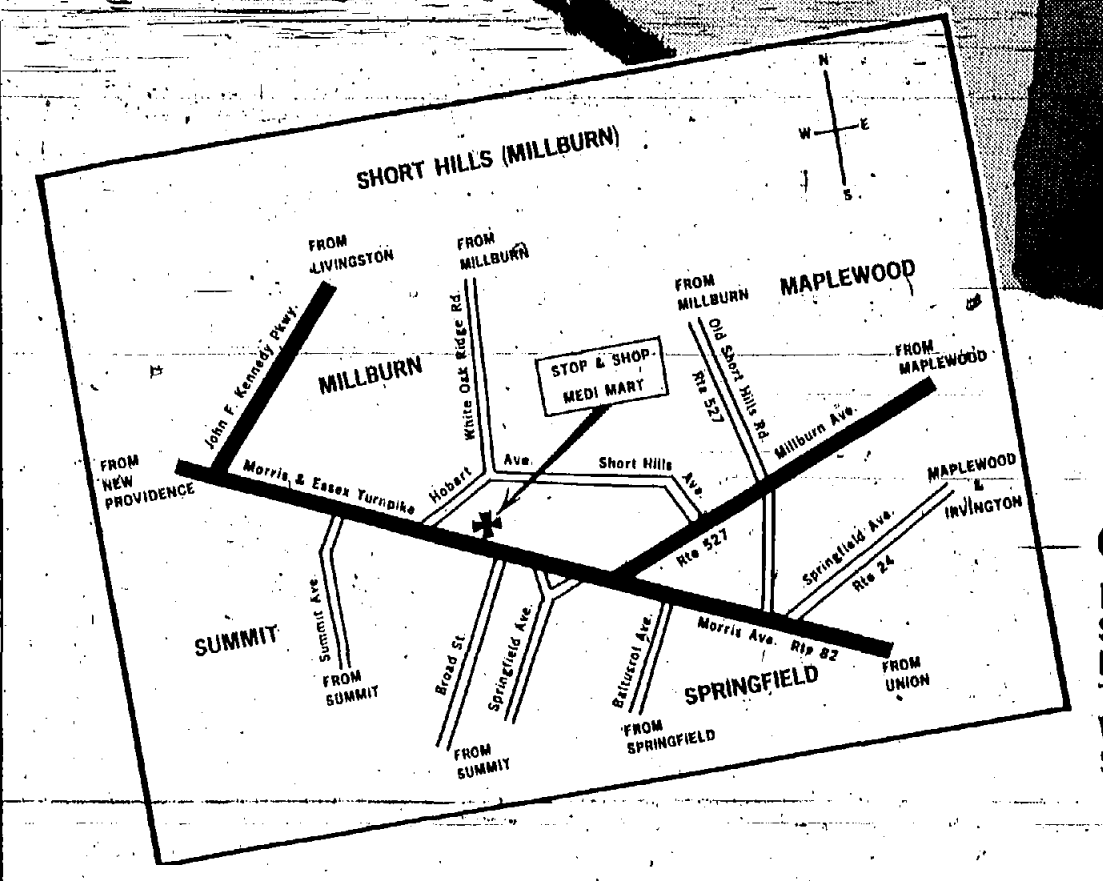 N
W E
S
SHORT HILLS (MILLBURN)
FROM
LIVINGSTON
FROM
MILLBURN
FROM
MILLBURN
MAPLEWOOD
John F. Kennedy Pkwy.
MILLBURN
White Oak Ridge Rd.
STOP & SHOP
MEDI MART
Old Short Hills Rd.
Rte 527
FROM
MAPLEWOOD
Millburn Ave.
FROM
NEW
PROVIDENCE
Morris & Essex Turnpike
Hobart Ave.
Short Hills Ave.
MAPLEWOOD
&
IRVINGTON
Rte 527
Springfield Ave.
Rte 24
SUMMIT
Summit Ave.
FROM
SUMMIT
Broad St.
Springfield Ave.
FROM
SUMMIT
Baltusrol Ave.
FROM
SPRINGFIELD
Morris Ave. Rte 82
SPRINGFIELD
FROM
UNION